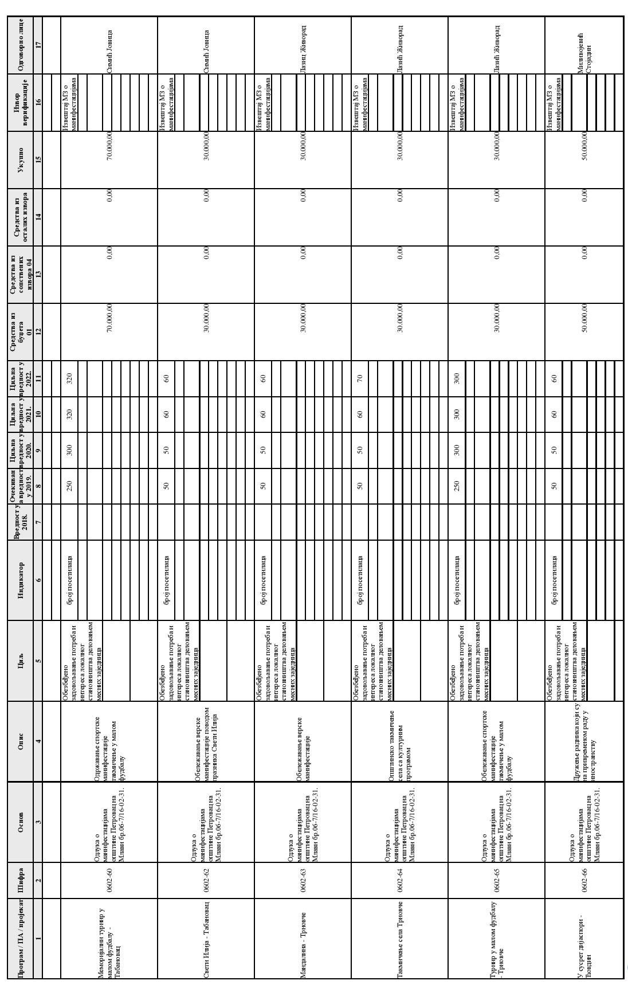 Програм / ПА / пројекат
Шифра
Основ
Опис
Циљ
Индикатор
Вредност у
2018.
Очекиван
а вредност
у 2019.
Циљна
вредност у
2020.
Циљна
вредност у
2021.
Циљна
вредност у
2022.
Средства из
буџета
01
Средства из
сопствених
извора 04
Средства из
осталих извора
Укупно
Извор
верификације
Одговорно лице
1
2
3
4
5
6
7
8
9
10
11
12
13
14
15
16
17
Меморијални турнир у
малом фудбалу -
Табановац
0602-60
Одлука о
манифестацијама
општине Петровац на
Млави бр.06-7/16-02-31.
Одржавање спортске
манифестације
такмичење у малом
фудбалу
Обезбеђено
задовољавање потреба и
интереса локалног
становништва деловањем
месних заједница
број посетилаца
250
300
320
320
70.000,00
0,00
0,00
70.000,00
Извештај МЗ о
манифестацијама
Симић Јовица
Свети Илија - Табановац
0602-62
Одлука о
манифестацијама
општине Петровац на
Млави бр.06-7/16-02-31.
Обележавање верске
манифестације поводом
празника Свети Илија
Обезбеђено
задовољавање потреба и
интереса локалног
становништва деловањем
месних заједница
број посетилаца
50
50
60
60
30.000,00
0,00
0,00
30.000,00
Извештај МЗ о
манифестацијама
Симић Јовица
Мандалина - Трновче
0602-63
Одлука о
манифестацијама
општине Петровац на
Млави бр.06-7/16-02-31.
Обележавање верске
манифестације
Обезбеђено
задовољавање потреба и
интереса локалног
становништва деловањем
месних заједница
број посетилаца
50
50
60
60
30.000,00
0,00
0,00
30.000,00
Извештај МЗ о
манифестацијама
Лазиц Живорад
Такмичење села Трновче
0602-64
Одлука о
манифестацијама
општине Петровац на
Млави бр.06-7/16-02-31.
Општинско такмичење
села са културним
програмом
Обезбеђено
задовољавање потреба и
интереса локалног
становништва деловањем
месних заједница
број посетилаца
50
50
60
70
30.000,00
0,00
0,00
30.000,00
Извештај МЗ о
манифестацијама
Лазић Живорад
Турнир у малом фудбалу
- Трновче
0602-65
Одлука о
манифестацијама
општине Петровац на
Млави бр.06-7/16-02-31.
Обележавање спортске
манифестације
такмичење у малом
фудбалу
Обезбеђено
задовољавање потреба и
интереса локалног
становништва деловањем
месних заједница
број посетилаца
250
300
300
300
30.000,00
0,00
0,00
30.000,00
Извештај МЗ о
манифестацијама
Лазић Живорад
У сусрет дијаспори -
Ћовдин
0602-66
Одлука о
манифестацијама
општине Петровац на
Млави бр.06-7/16-02-31.
Дружење радника који су
на привременом раду у
иностранству
Обезбеђено
задовољавање потреба и
интереса локалног
становништва деловањем
месних заједница
број посетилаца
50
50
60
60
50.000,00
0,00
0,00
50.000,00
Извештај МЗ о
манифестацијама
Миливојевић
Стојадин